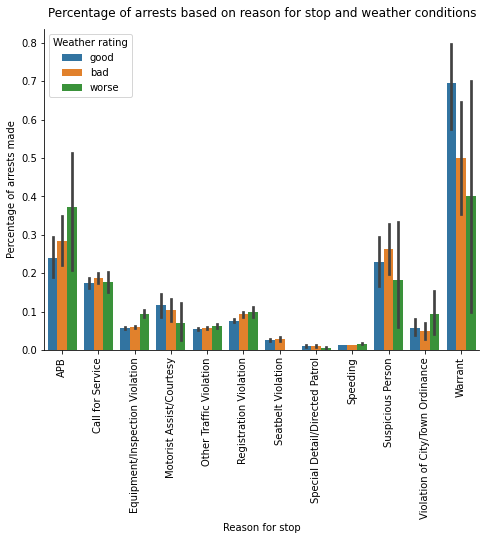 Percentage of arrests based on reason for stop and weather conditions
Weather rating
good
bad
worse
Percentage of arrests made
0.8
0.7
0.6
0.5
0.4
0.3
0.2
0.1
0.0
APB
Call for Service
Equipment/Inspection Violation
Motorist Assist/Courtesy
Other Traffic Violation
Registration Violation
Seatbelt Violation
Special Detail/Directed Patrol
Speeding
Suspicious Person
Violation of City/Town Ordinance
Warrant
Reason for stop